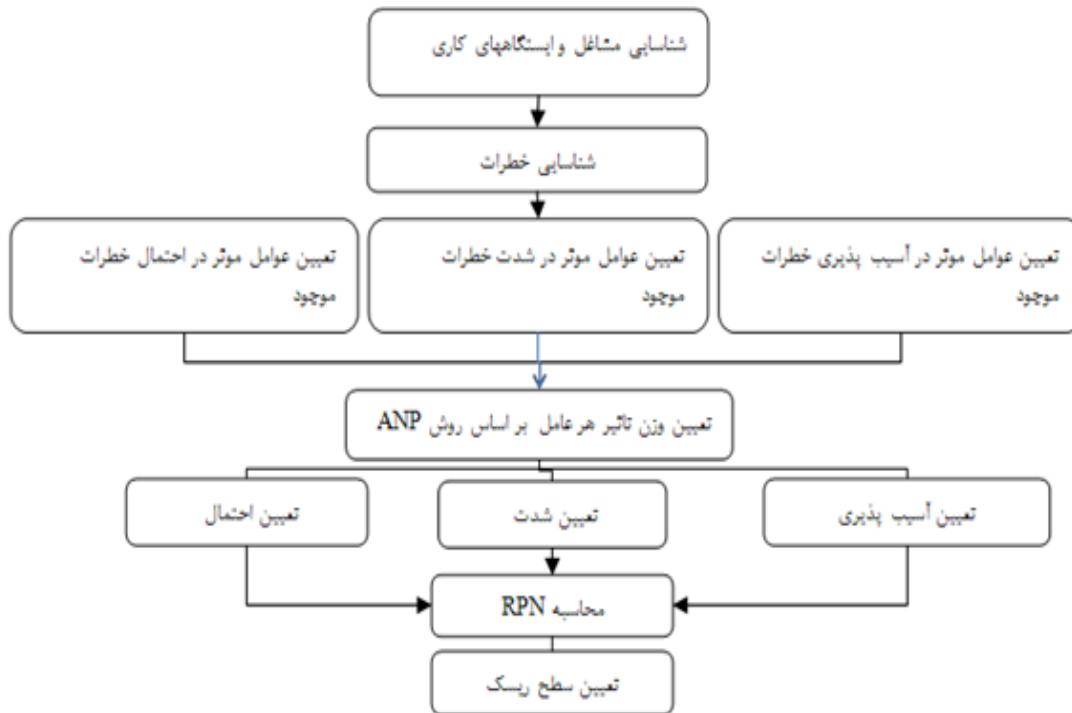 شناسایی مشاغل و ایستگاههای کاری
شناسایی خطرات
تعیین عوامل موثر در آسیب پذیری خطرات
موجود
تعیین عوامل موثر در شدت خطرات
موجود
تعیین عوامل موثر در احتمال خطرات
موجود
تعیین وزن تاثیر هر عامل بر اساس روش ANP
تعیین آسیب پذیری
تعیین شدت
تعیین احتمال
محاسبه RPN
تعیین سطح ریسک